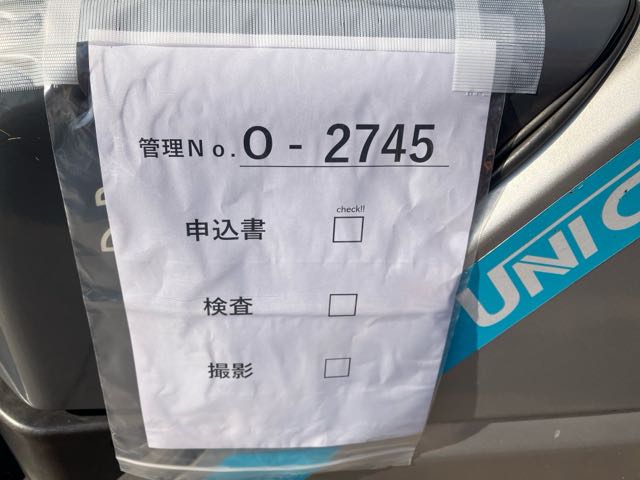 管理No. O - 2745
check!!
申込書 □
検査 □
撮影 □
UNIC